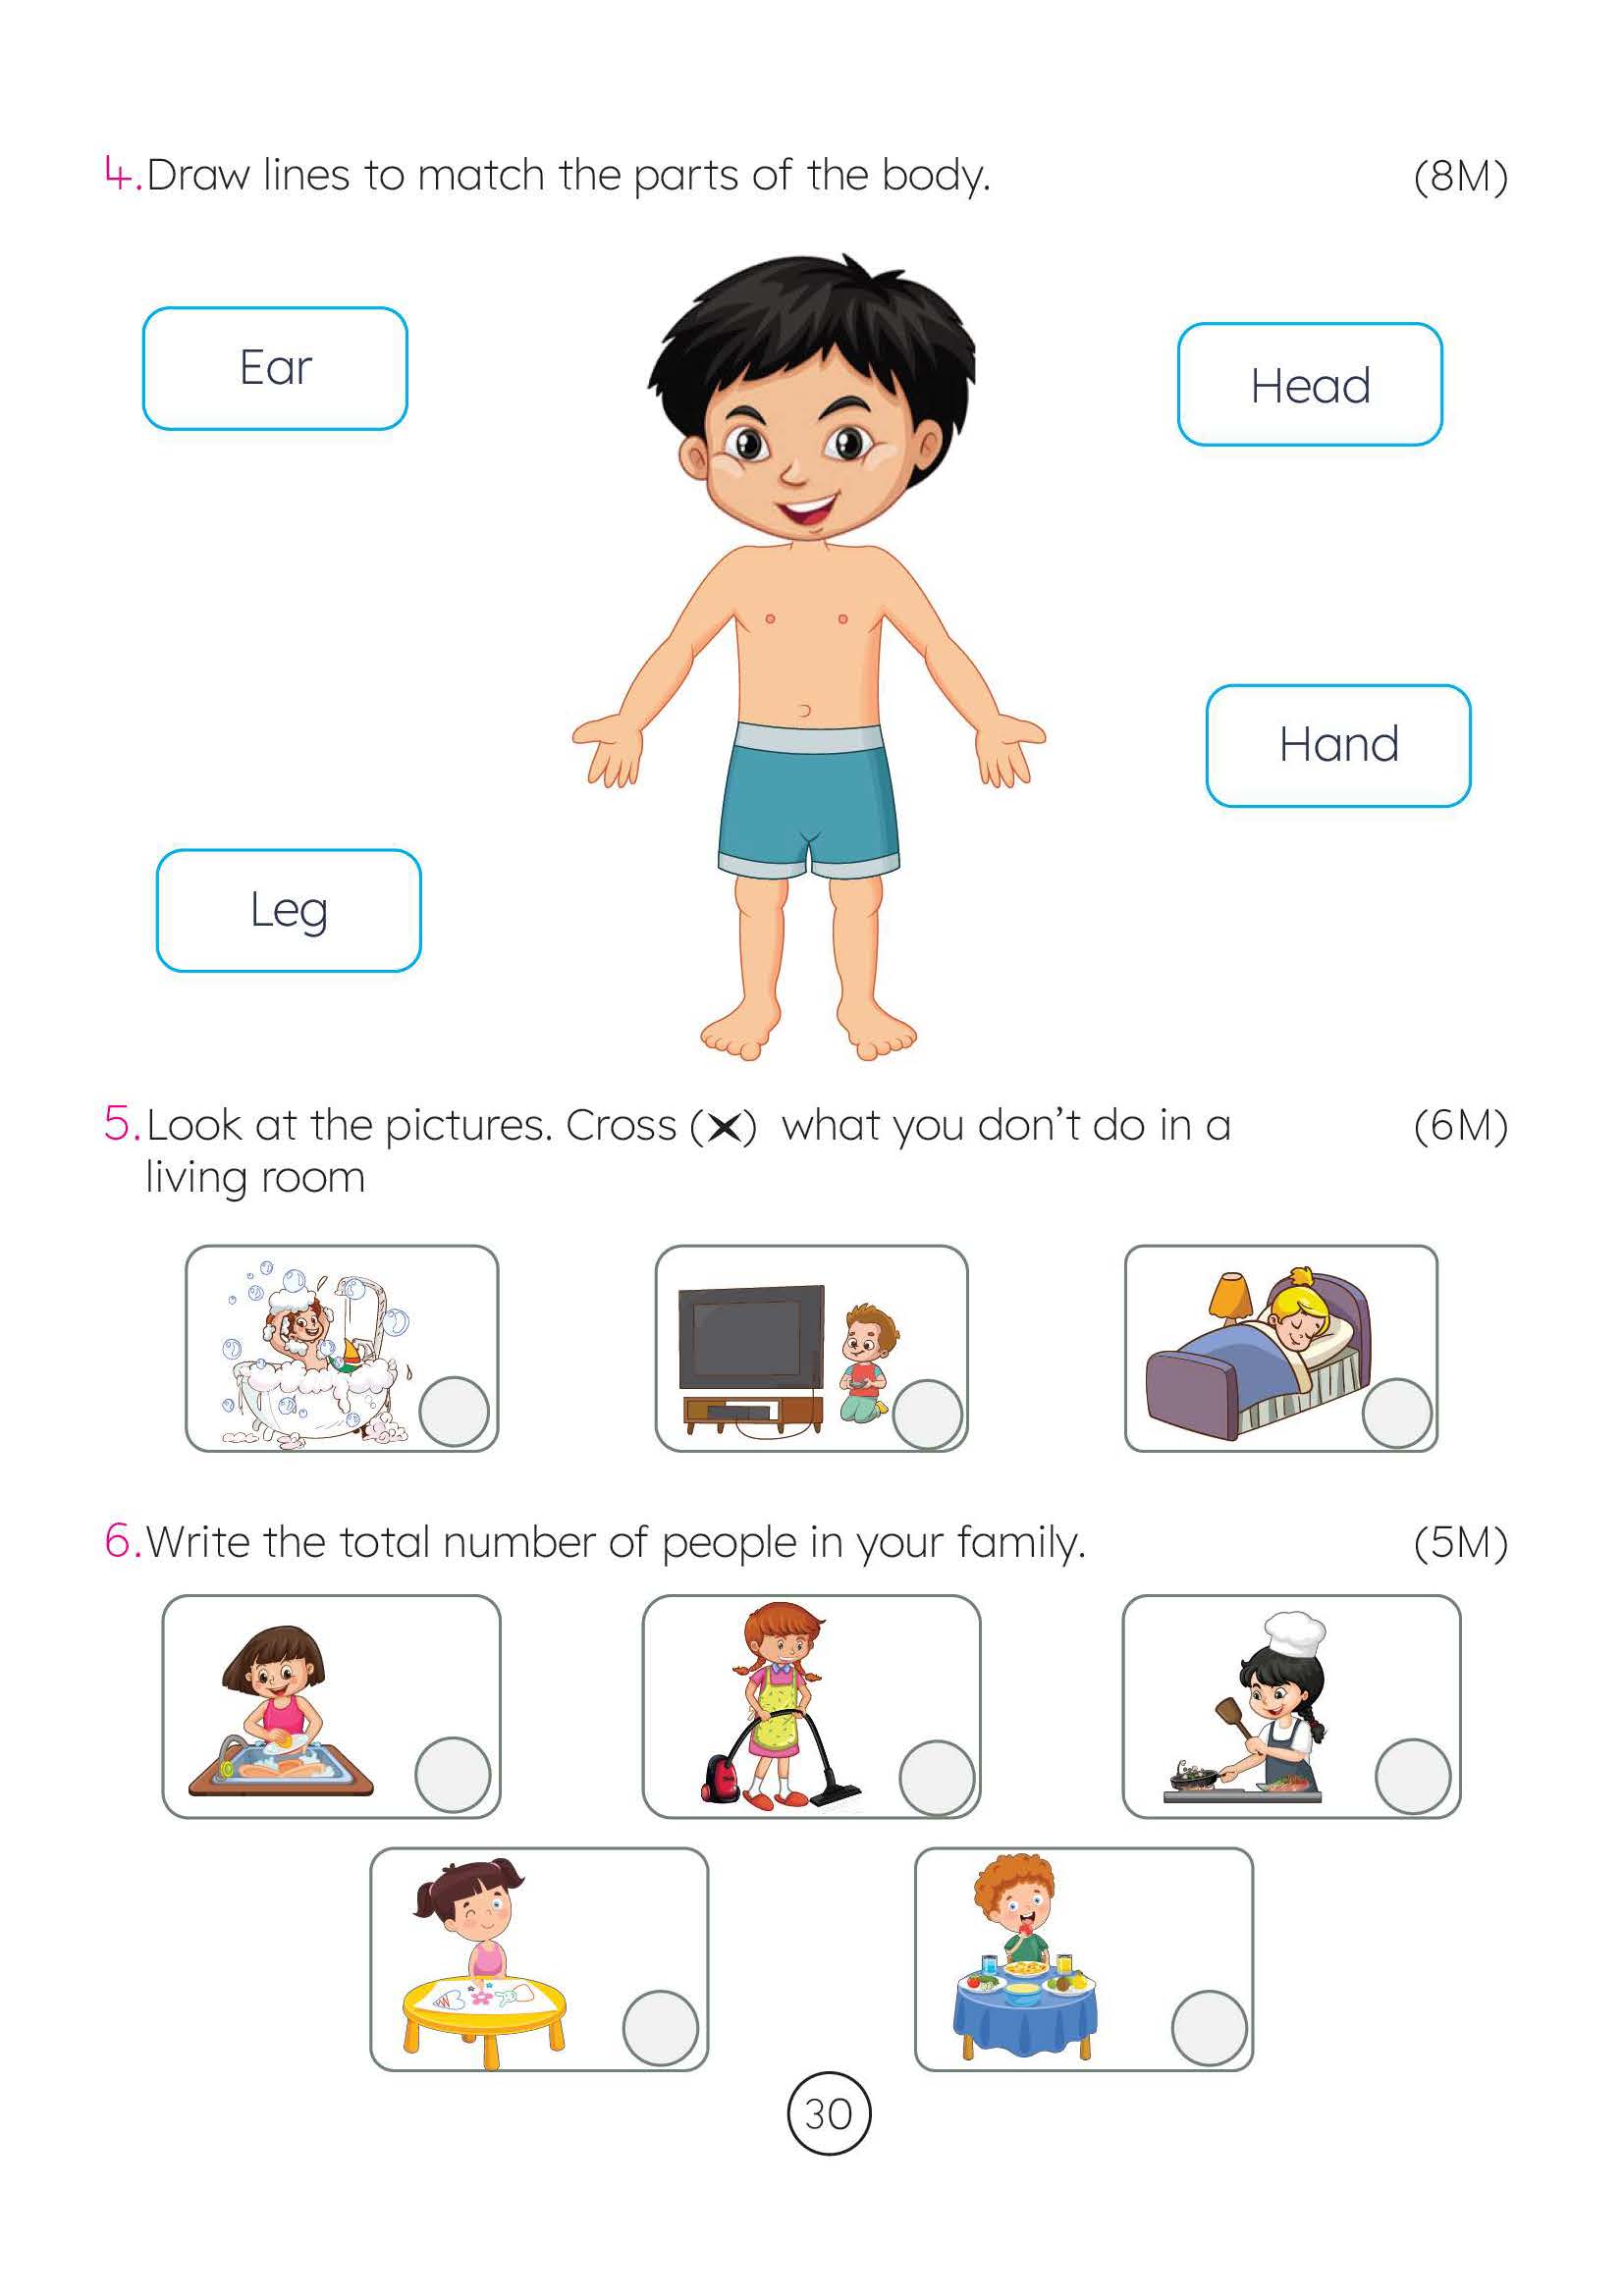 4. Draw lines to match the parts of the body. (8M)
Ear
Head
Hand
Leg
5. Look at the pictures. Cross (✕) what you don't do in a (6M)
living room
6. Write the total number of people in your family. (5M)
30